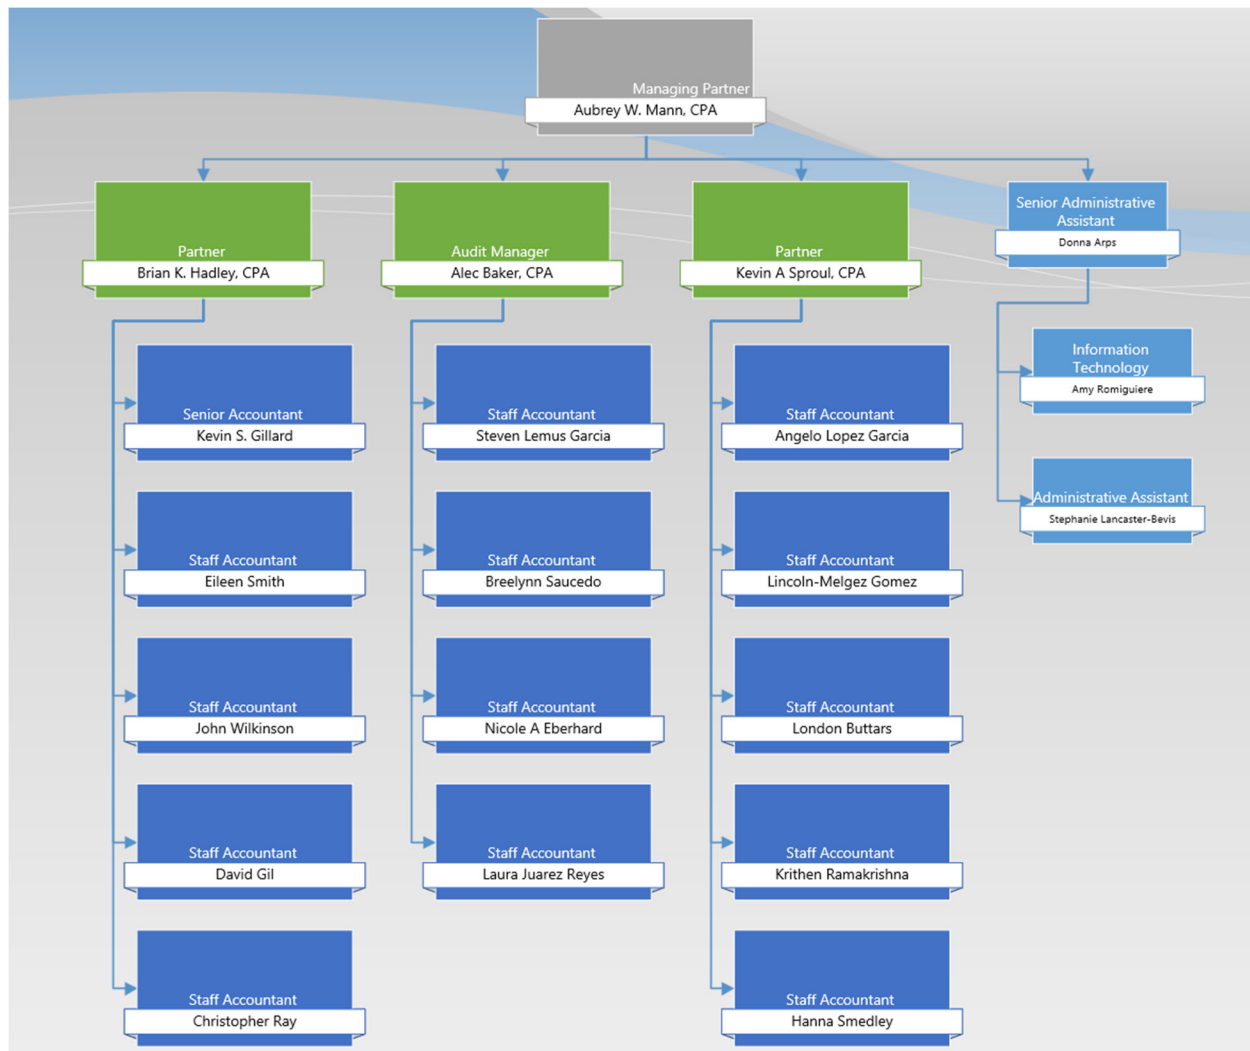 Managing Partner
Aubrey W. Mann, CPA
Partner
Brian K. Hadley, CPA
Audit Manager
Alec Baker, CPA
Partner
Kevin A Sproul, CPA
Senior Administrative
Assistant
Donna Arps
Senior Accountant
Kevin S. Gillard
Staff Accountant
Eileen Smith
Staff Accountant
John Wilkinson
Staff Accountant
David Gil
Staff Accountant
Christopher Ray
Staff Accountant
Steven Lemus Garcia
Staff Accountant
Breelynn Saucedo
Staff Accountant
Nicole A Eberhard
Staff Accountant
Laura Juarez Reyes
Staff Accountant
Angelo Lopez Garcia
Staff Accountant
Lincoln-Melgez Gomez
Staff Accountant
London Buttars
Staff Accountant
Krithen Ramakrishna
Staff Accountant
Hanna Smedley
Information
Technology
Amy Romiguiere
Administrative Assistant
Stephanie Lancaster-Bevis